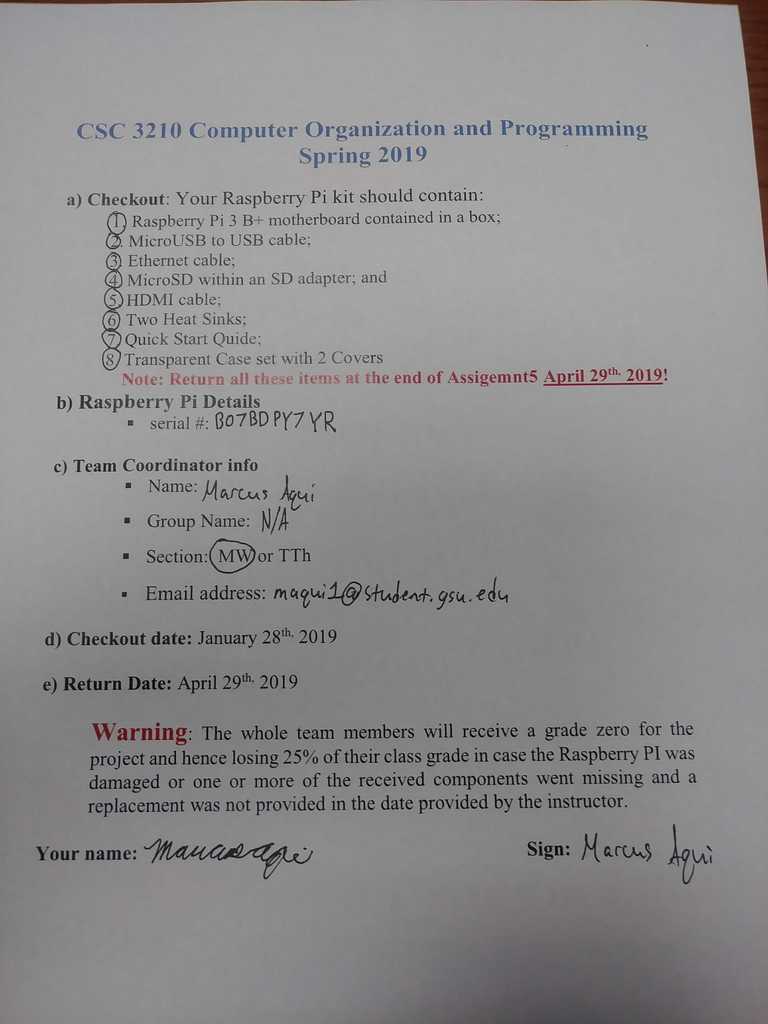 CSC 3210 Computer Organization and Programming
Spring 2019
a) Checkout: Your Raspberry Pi kit should contain:
1. Raspberry Pi 3 B+ motherboard contained in a box;
2. MicroUSB to USB cable;
3. Ethernet cable;
4. MicroSD within an SD adapter; and
5. HDMI cable;
6. Two Heat Sinks;
7. Quick Start Quide;
8. Transparent Case set with 2 Covers
Note: Return all these items at the end of Assigemnt5 April 29th, 2019!
b) Raspberry Pi Details
▪ serial #: B07BDPY7YR
c) Team Coordinator info
▪ Name: Marcus Aqui
▪ Group Name: N/A
▪ Section: MW or TTh
▪ Email address: maqui1@student.gsu.edu
d) Checkout date: January 28th, 2019
e) Return Date: April 29th, 2019
Warning: The whole team members will receive a grade zero for the
project and hence losing 25% of their class grade in case the Raspberry PI was
damaged or one or more of the received components went missing and a
replacement was not provided in the date provided by the instructor.
Your name: Marcus Aqui Sign: Marcus Aqui